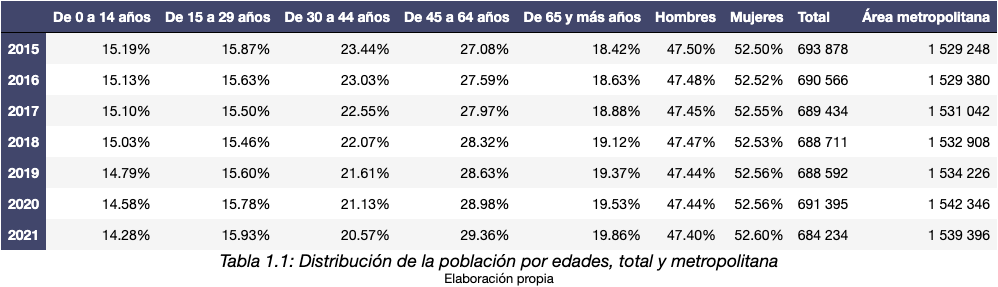 De 0 a 14 años De 15 a 29 años De 30 a 44 años De 45 a 64 años De 65 y más años Hombres Mujeres Total Área metropolitana
2015 15.19% 15.87% 23.44% 27.08% 18.42% 47.50% 52.50% 693 878 1 529 248
2016 15.13% 15.63% 23.03% 27.59% 18.63% 47.48% 52.52% 690 566 1 529 380
2017 15.10% 15.50% 22.55% 27.97% 18.88% 47.45% 52.55% 689 434 1 531 042
2018 15.03% 15.46% 22.07% 28.32% 19.12% 47.47% 52.53% 688 711 1 532 908
2019 14.79% 15.60% 21.61% 28.63% 19.37% 47.44% 52.56% 688 592 1 534 226
2020 14.58% 15.78% 21.13% 28.98% 19.53% 47.44% 52.56% 691 395 1 542 346
2021 14.28% 15.93% 20.57% 29.36% 19.86% 47.40% 52.60% 684 234 1 539 396
Tabla 1.1: Distribución de la población por edades, total y metropolitana
Elaboración propia